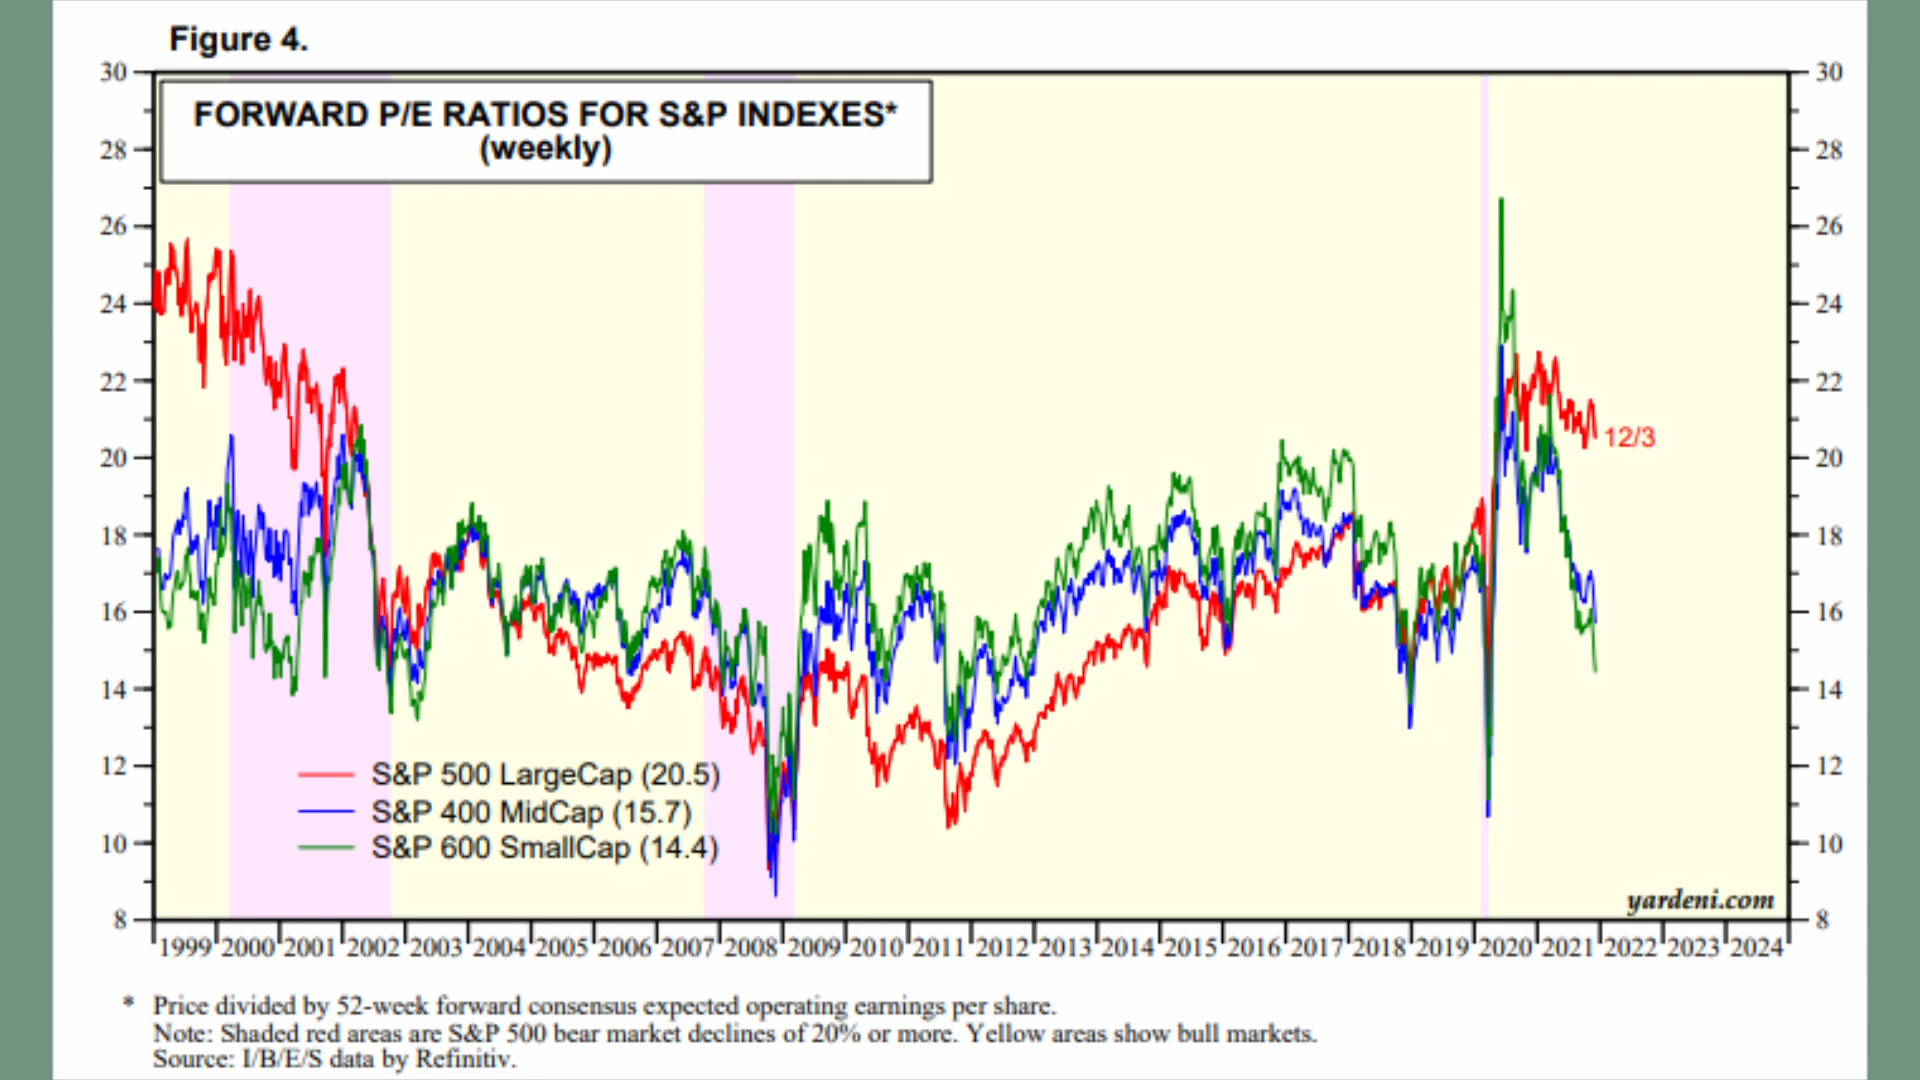 Figure 4.
FORWARD P/E RATIOS FOR S&P INDEXES*
(weekly)
30 30
28 28
26 26
24 24
22 22
20 20
18 18
16 16
14 14
12 12
10 10
8 8
12/3
S&P 500 LargeCap (20.5)
S&P 400 MidCap (15.7)
S&P 600 SmallCap (14.4)
yardeni.com
1999 2000 2001 2002 2003 2004 2005 2006 2007 2008 2009 2010 2011 2012 2013 2014 2015 2016 2017 2018 2019 2020 2021 2022 2023 2024
* Price divided by 52-week forward consensus expected operating earnings per share.
Note: Shaded red areas are S&P 500 bear market declines of 20% or more. Yellow areas show bull markets.
Source: I/B/E/S data by Refinitiv.